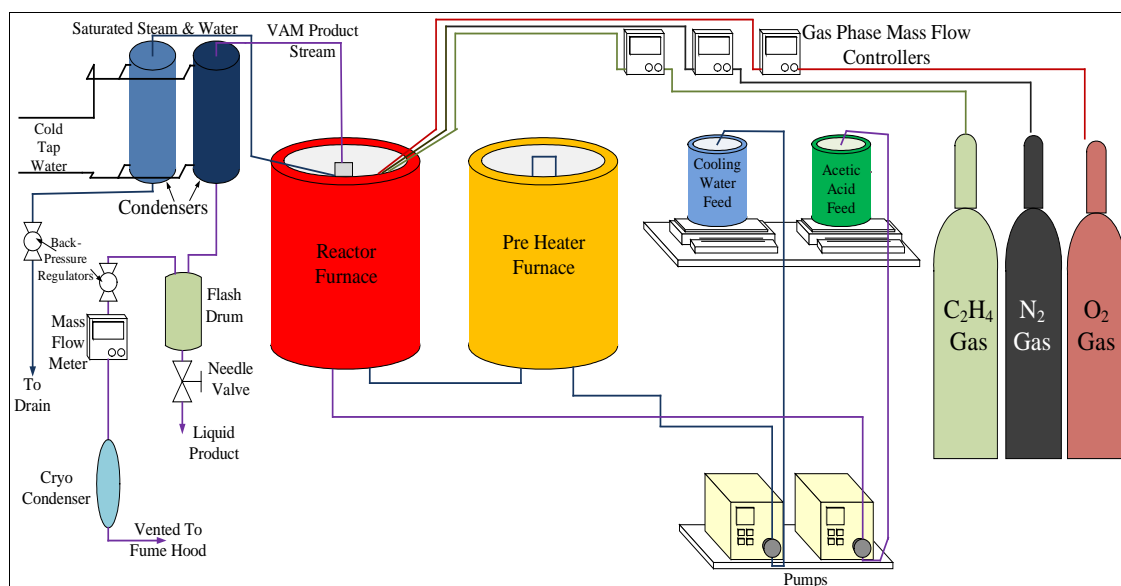 Saturated Steam & Water
VAM Product
Stream
Gas Phase Mass Flow
Controllers
Cold
Tap
Water
Condensers
Cooling
Water
Feed
Acetic
Acid
Feed
Back-
Pressure
Regulators
Reactor
Furnace
Pre Heater
Furnace
Flash
Drum
Mass
Flow
Meter
C₂H₄
Gas
N₂
Gas
O₂
Gas
To
Drain
Needle
Valve
Liquid
Product
Cryo
Condenser
Vented To
Fume Hood
Pumps